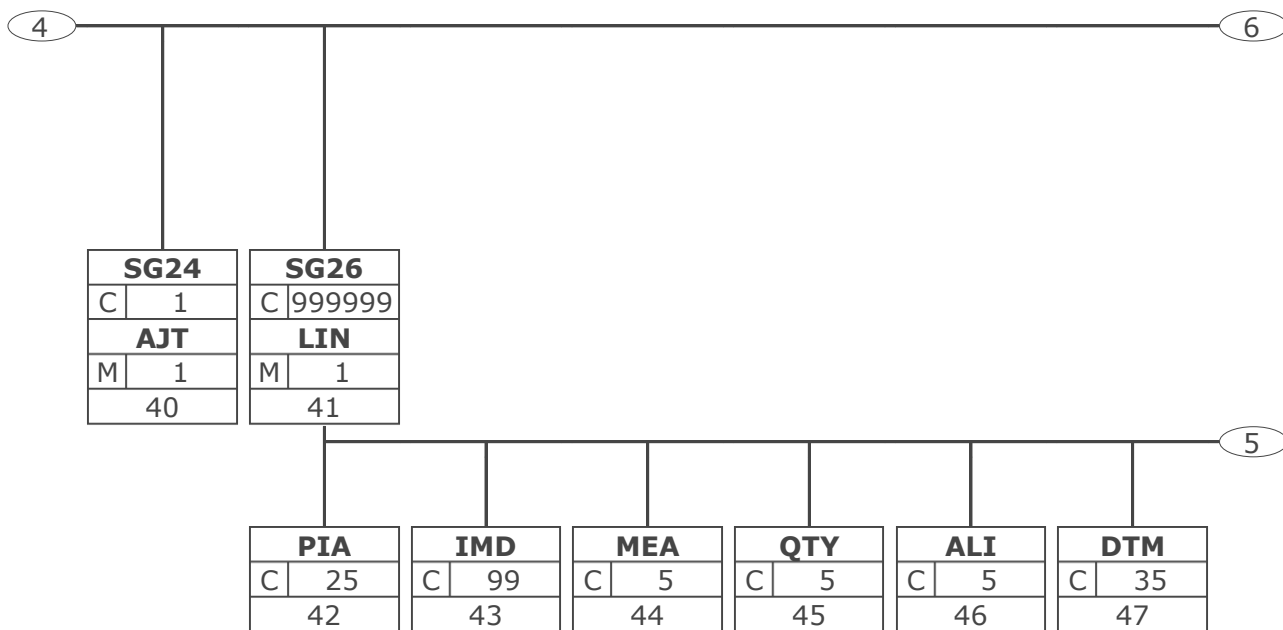 4 6
SG24 SG26
C 1 C 999999
AJT LIN
M 1 M 1
40 41
5
PIA IMD MEA QTY ALI DTM
C 25 C 99 C 5 C 5 C 5 C 35
42 43 44 45 46 47